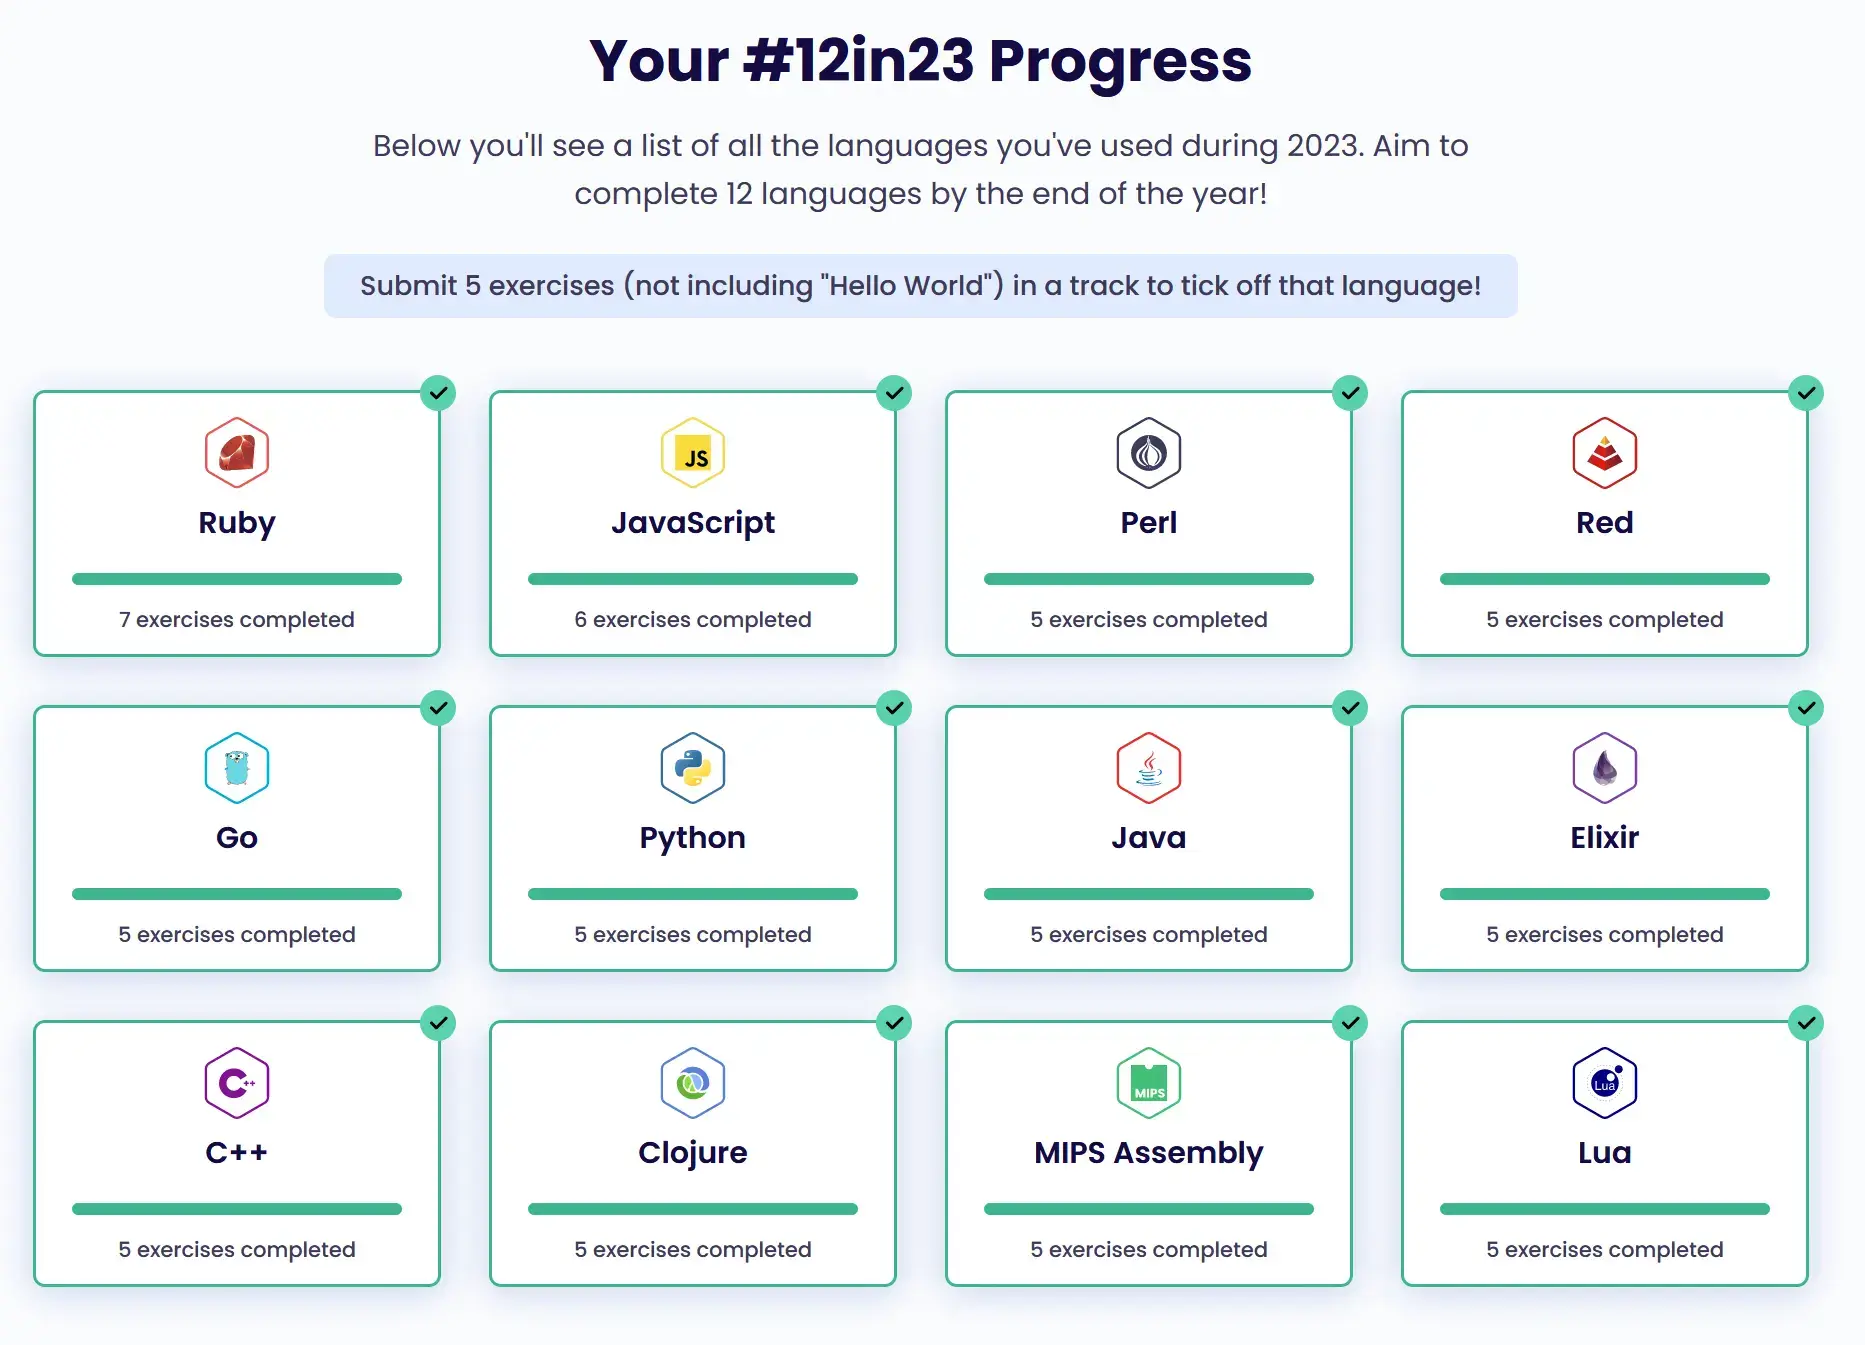 Your #12in23 Progress
Below you'll see a list of all the languages you've used during 2023. Aim to
complete 12 languages by the end of the year!
Submit 5 exercises (not including "Hello World") in a track to tick off that language!
JS
Ruby
JavaScript
Perl
Red
7 exercises completed
6 exercises completed
5 exercises completed
5 exercises completed
Go
Python
Java
Elixir
5 exercises completed
5 exercises completed
5 exercises completed
5 exercises completed
C++
MIPS
Lua
C++
Clojure
MIPS Assembly
Lua
5 exercises completed
5 exercises completed
5 exercises completed
5 exercises completed